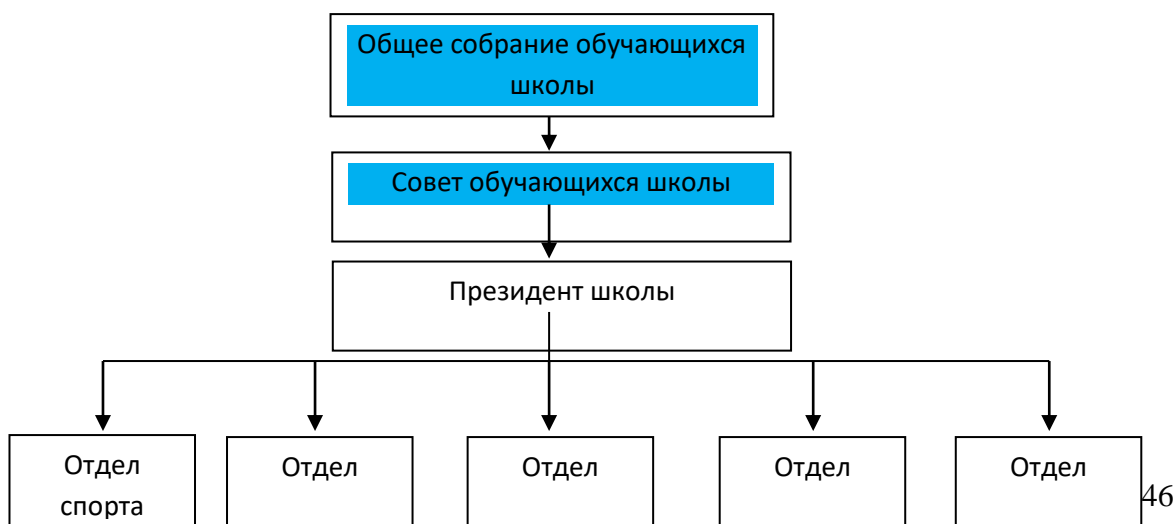 Общее собрание обучающихся
школы
Совет обучающихся школы
Президент школы
Отдел
спорта
Отдел
Отдел
Отдел
Отдел
46